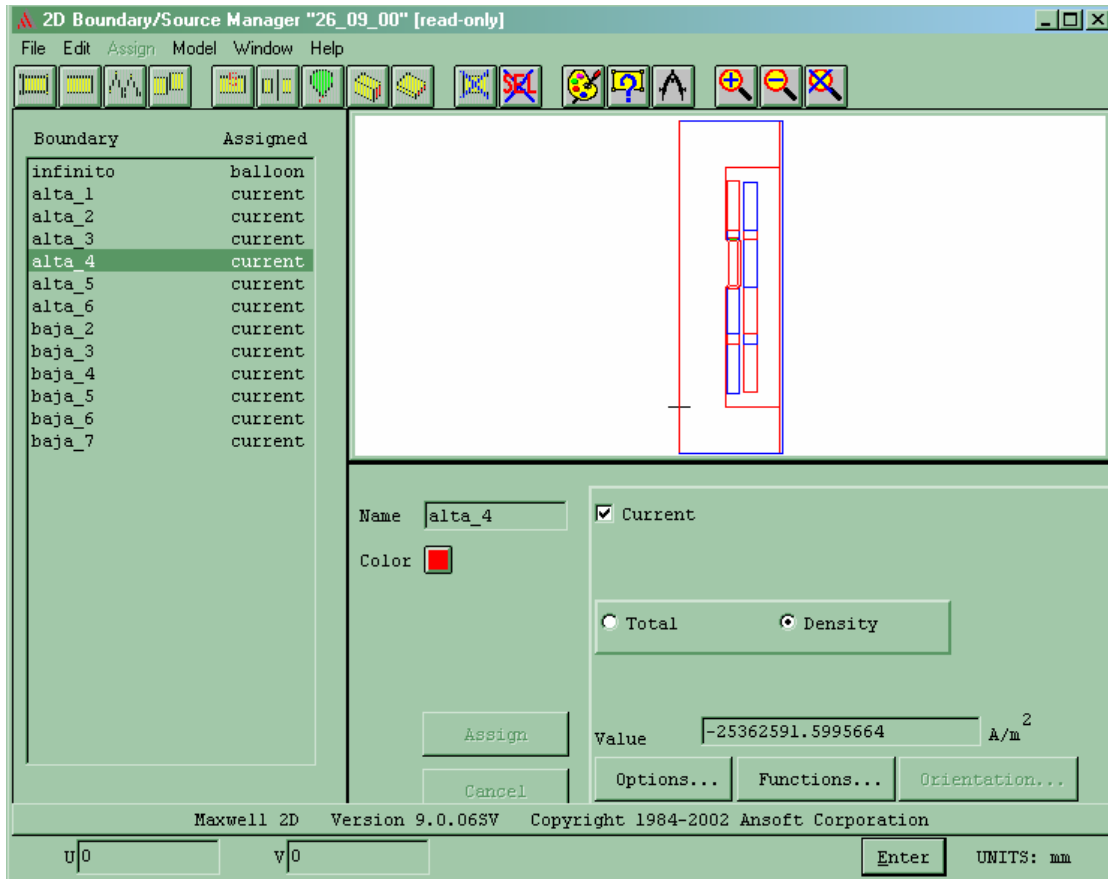 2D Boundary/Source Manager "26_09_00" [read-only]
File Edit Assign Model Window Help
SEL
Boundary Assigned
infinito balloon
alta_1 current
alta_2 current
alta_3 current
alta_4 current
alta_5 current
alta_6 current
baja_2 current
baja_3 current
baja_4 current
baja_5 current
baja_6 current
baja_7 current
Name alta_4
Color
Current
Total Density
Assign
Cancel
Value -25362591.5995664 A/m2
Options... Functions... Orientation...
Maxwell 2D Version 9.0.06SV Copyright 1984-2002 Ansoft Corporation
U 0 V 0 Enter UNITS: mm